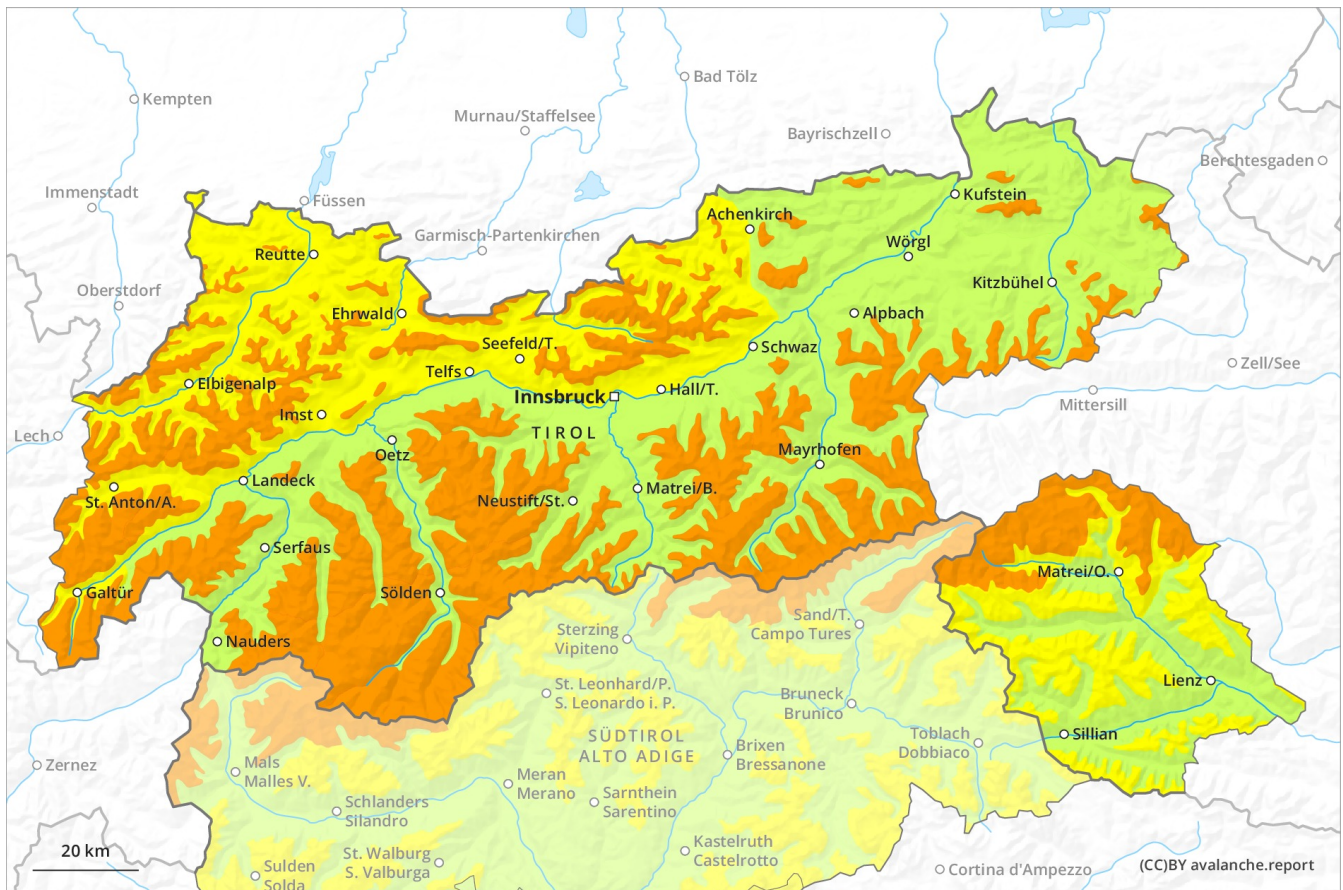 Bad Tölz
Kempten
Murnau/Staffelsee
Bayrischzell
Berchtesgaden
Immenstadt
Füssen
Kufstein
Achenkirch
Garmisch-Partenkirchen
Reutte
Wörgl
Oberstdorf
Kitzbühel
Ehrwald
Alpbach
Seefeld/T.
Schwaz
Zell/See
Telfs
Elbigenalp
Hall/T.
Innsbruck
Mittersill
Imst
Lech
TIROL
Oetz
Mayrhofen
Landeck
Matrei/B.
St. Anton/A.
Neustift/St.
Serfaus
Matrei/O.
Galtür
Sölden
Sand/T.
Campo Tures
Sterzing
Vipiteno
Nauders
Lienz
St. Leonhard/P.
S. Leonardo i. P.
Bruneck
Brunico
Sillian
SÜDTIROL
ALTO ADIGE
Toblach
Dobbiaco
Brixen
Bressanone
Zernez
Mals
Malles V.
Meran
Merano
Sarnthein
Sarentino
Schlanders
Silandro
Kastelruth
Castelrotto
20 km
St. Walburg
S. Valburga
Sulden
Solda
Cortina d'Ampezzo
(CC)BY avalanche.report